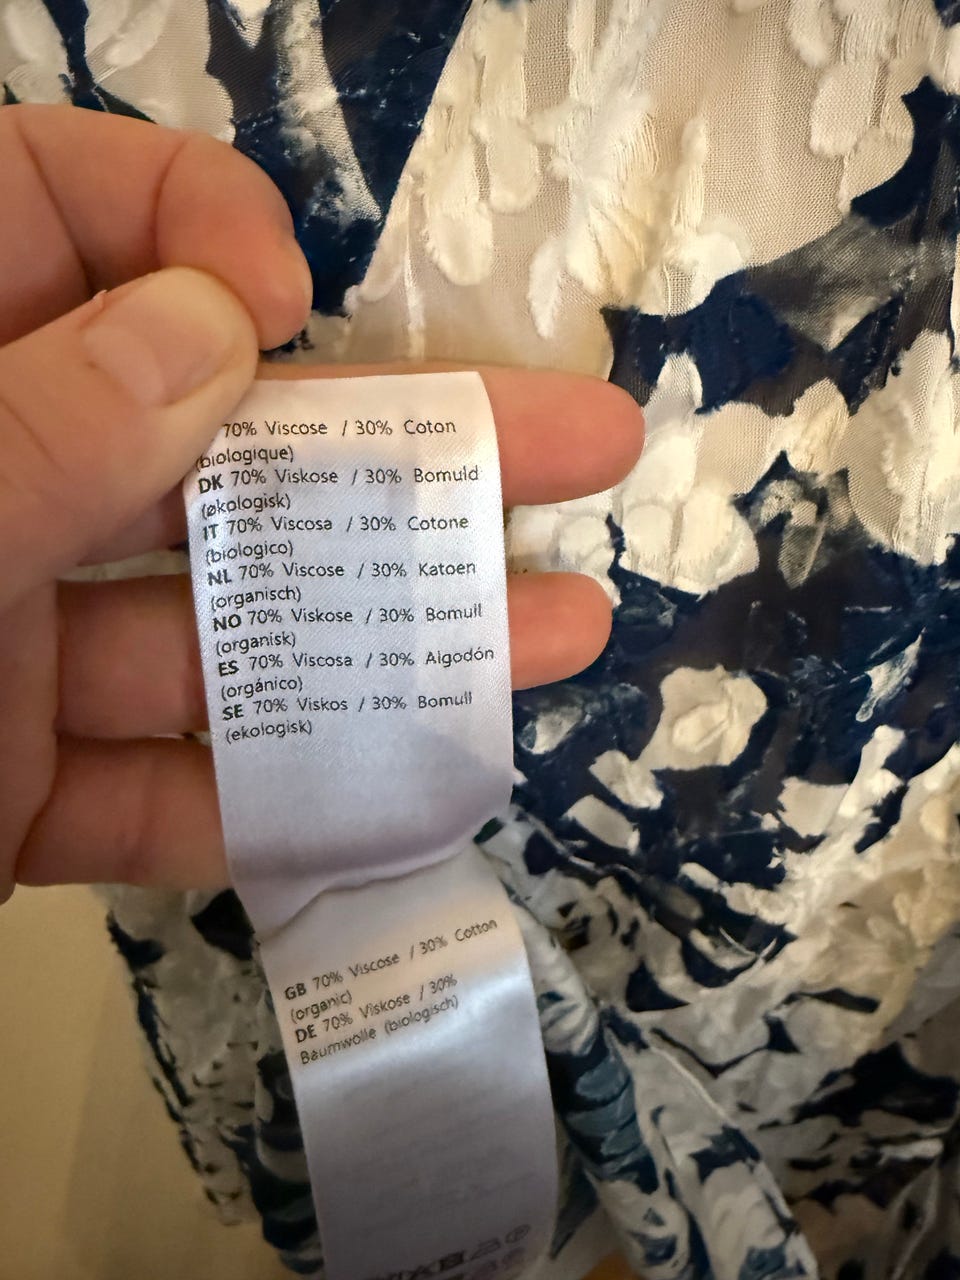 70% Viscose / 30% Coton
(biologique)
DK 70% Viskose / 30% Bomuld
(økologisk)
IT 70% Viscosa / 30% Cotone
(biologico)
NL 70% Viscose / 30% Katoen
(organisch)
NO 70% Viskose / 30% Bomull
(organisk)
ES 70% Viscosa / 30% Algodón
(orgánico)
SE 70% Viskos / 30% Bomull
(ekologisk)
GB 70% Viscose / 30% Cotton
(organic)
DE 70% Viskose / 30%
Baumwolle (biologisch)